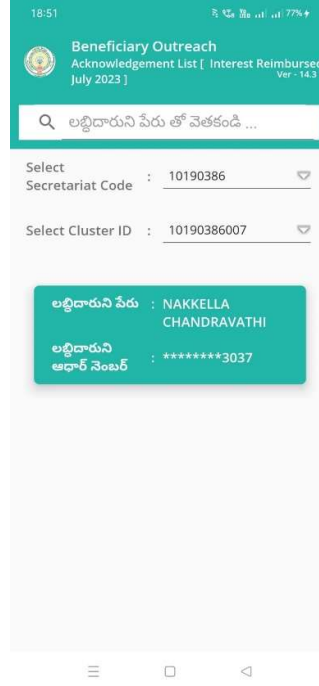 18:51
77%
Beneficiary Outreach
Acknowledgement List [ Interest Reimbursed
July 2023 ]
Ver - 14.3
లబ్ధిదారుని పేరు తో వెతకండి ...
Select
Secretariat Code : 10190386
Select Cluster ID : 10190386007
లబ్ధిదారుని పేరు : NAKKELLA
CHANDRAVATHI
లబ్ధిదారుని
ఆధార్ నెంబర్ : ********3037